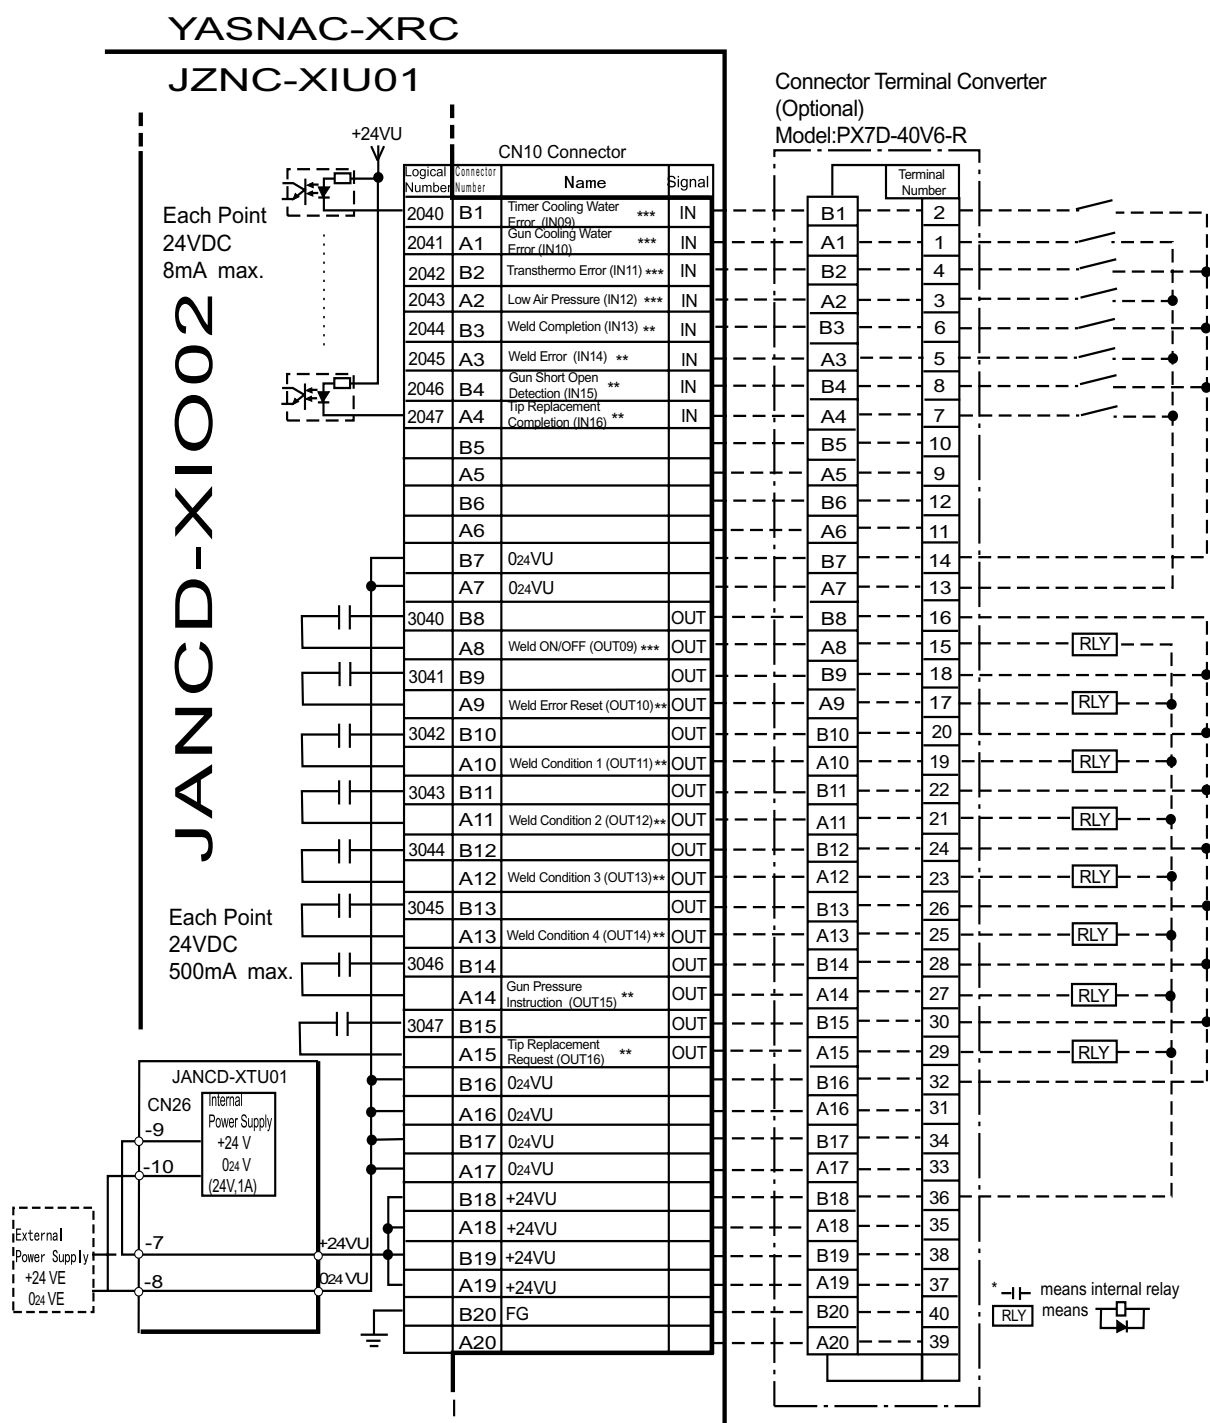 YASNAC-XRC
JZNC-XIU01
JANCD-XIO02
Connector Terminal Converter
(Optional)
Model:PX7D-40V6-R
+24VU
CN10 Connector
Logical Number Connector Number Name Signal
Terminal Number
Each Point
24VDC
8mA max.
2040 B1 Timer Cooling Water Error (IN09) *** IN B1 2
2041 A1 Gun Cooling Water Error (IN10) *** IN A1 1
2042 B2 Transthermo Error (IN11) *** IN B2 4
2043 A2 Low Air Pressure (IN12) *** IN A2 3
2044 B3 Weld Completion (IN13) ** IN B3 6
2045 A3 Weld Error (IN14) ** IN A3 5
2046 B4 Gun Short Open Detection (IN15) ** IN B4 8
2047 A4 Tip Replacement Completion (IN16) ** IN A4 7
B5 B5 10
A5 A5 9
B6 B6 12
A6 A6 11
B7 024VU B7 14
A7 024VU A7 13
3040 B8 OUT B8 16
A8 Weld ON/OFF (OUT09) *** OUT A8 15 RLY
3041 B9 OUT B9 18
A9 Weld Error Reset (OUT10)** OUT A9 17 RLY
3042 B10 OUT B10 20
A10 Weld Condition 1 (OUT11)** OUT A10 19 RLY
3043 B11 OUT B11 22
A11 Weld Condition 2 (OUT12)** OUT A11 21 RLY
3044 B12 OUT B12 24
A12 Weld Condition 3 (OUT13)** OUT A12 23 RLY
Each Point
24VDC
500mA max.
3045 B13 OUT B13 26
A13 Weld Condition 4 (OUT14)** OUT A13 25 RLY
3046 B14 OUT B14 28
A14 Gun Pressure Instruction (OUT15) ** OUT A14 27 RLY
3047 B15 OUT B15 30
A15 Tip Replacement Request (OUT16) ** OUT A15 29 RLY
B16 024VU B16 32
A16 024VU A16 31
B17 024VU B17 34
A17 024VU A17 33
B18 +24VU B18 36
A18 +24VU A18 35
B19 +24VU B19 38
A19 +24VU A19 37
B20 FG B20 40
A20 A20 39
JANCD-XTU01
CN26
Internal
Power Supply
+24 V
024 V
(24V,1A)
-9
-10
-7
-8
+24VU
024 VU
External
Power Supply
+24 VE
024 VE
* means internal relay
RLY means